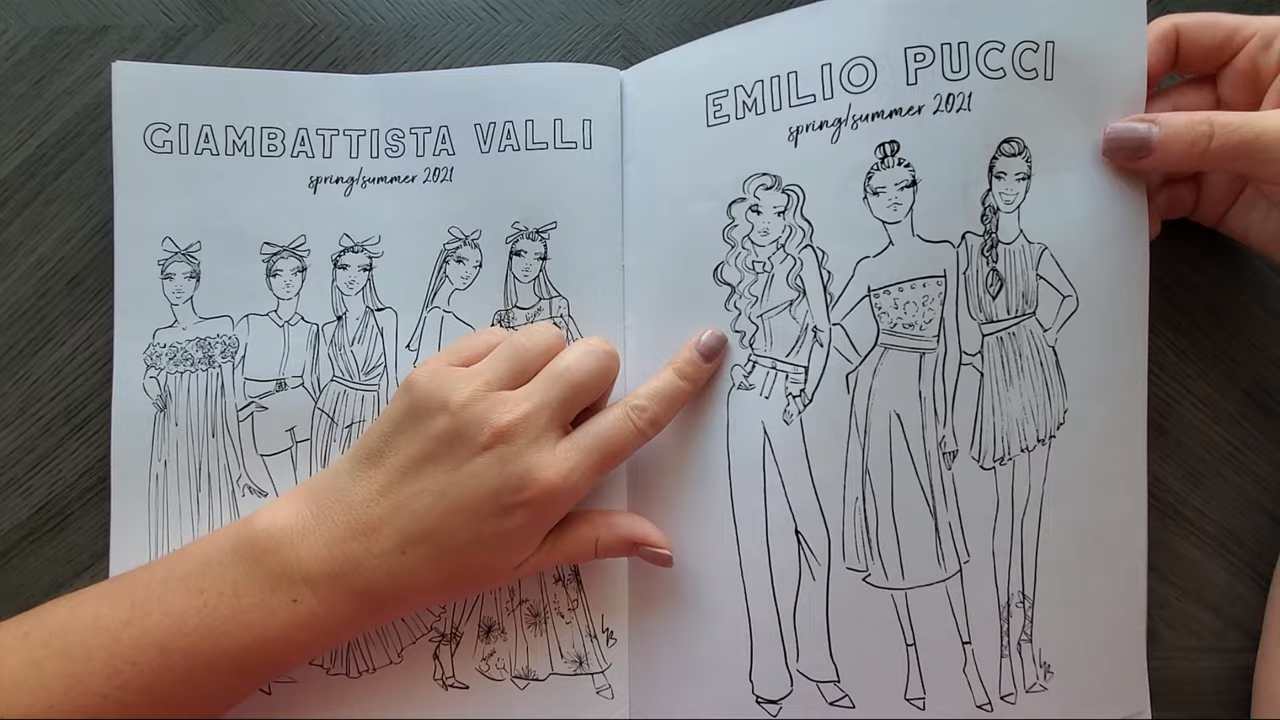 GIAMBATTISTA VALLI
spring/summer 2021
EMILIO PUCCI
spring/summer 2021